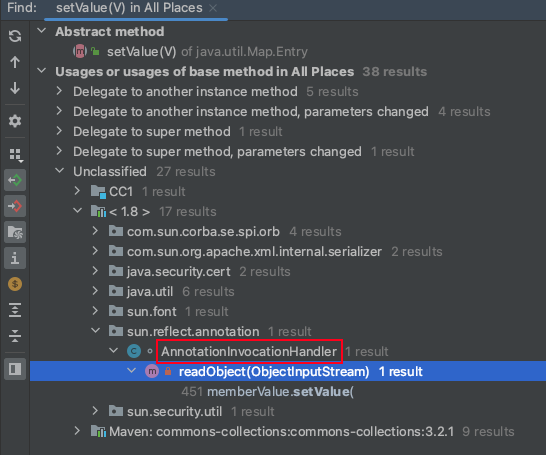 Find: setValue(V) in All Places ×
Abstract method
m setValue(V) of java.util.Map.Entry
Usages or usages of base method in All Places 38 results
Delegate to another instance method 5 results
Delegate to another instance method, parameters changed 4 results
Delegate to super method 1 result
Delegate to super method, parameters changed 1 result
Unclassified 27 results
CC1 1 result
< 1.8 > 17 results
com.sun.corba.se.spi.orb 4 results
com.sun.org.apache.xml.internal.serializer 2 results
java.security.cert 2 results
java.util 6 results
sun.font 1 result
sun.reflect.annotation 1 result
C AnnotationInvocationHandler 1 result
m readObject(ObjectInputStream) 1 result
451 memberValue.setValue(
sun.security.util 1 result
Maven: commons-collections:commons-collections:3.2.1 9 results